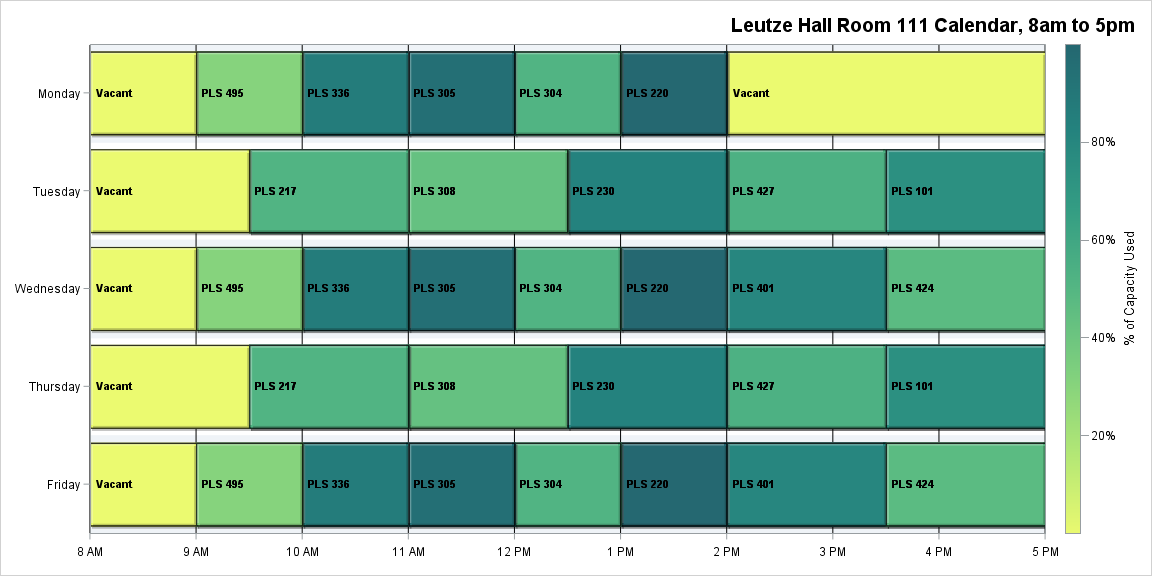 Leutze Hall Room 111 Calendar, 8am to 5pm
Monday
Vacant
PLS 495
PLS 336
PLS 305
PLS 304
PLS 220
Vacant
Tuesday
Vacant
PLS 217
PLS 308
PLS 230
PLS 427
PLS 101
Wednesday
Vacant
PLS 495
PLS 336
PLS 305
PLS 304
PLS 220
PLS 401
PLS 424
Thursday
Vacant
PLS 217
PLS 308
PLS 230
PLS 427
PLS 101
Friday
Vacant
PLS 495
PLS 336
PLS 305
PLS 304
PLS 220
PLS 401
PLS 424
8 AM
9 AM
10 AM
11 AM
12 PM
1 PM
2 PM
3 PM
4 PM
5 PM
80%
60%
40%
20%
% of Capacity Used